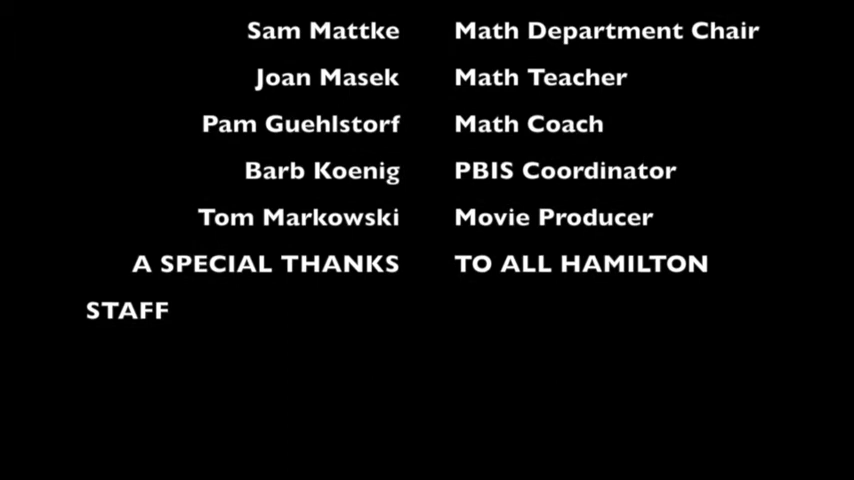 Sam Mattke Math Department Chair
Joan Masek Math Teacher
Pam Guehlstorf Math Coach
Barb Koenig PBIS Coordinator
Tom Markowski Movie Producer
A SPECIAL THANKS TO ALL HAMILTON
STAFF